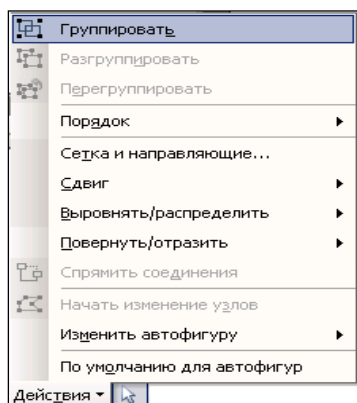 Группировать
Разгруппировать
Перегруппировать
Порядок
Сетка и направляющие...
Сдвиг
Выровнять/распределить
Повернуть/отразить
Спрямить соединения
Начать изменение узлов
Изменить автофигуру
По умолчанию для автофигур
Действия